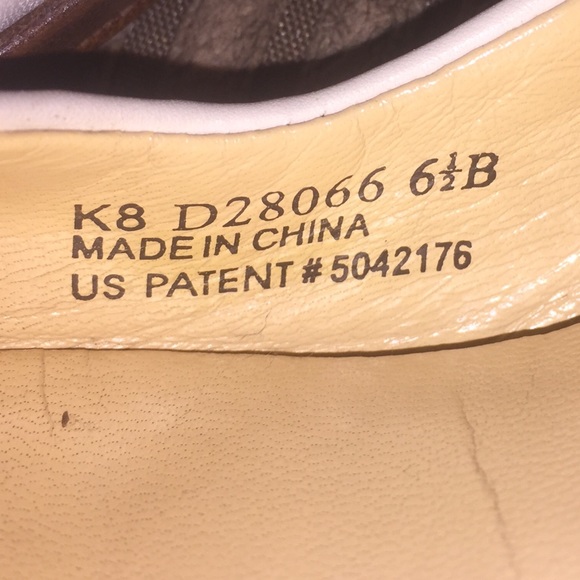 K8 D28066 6½B
MADE IN CHINA
US PATENT # 5042176